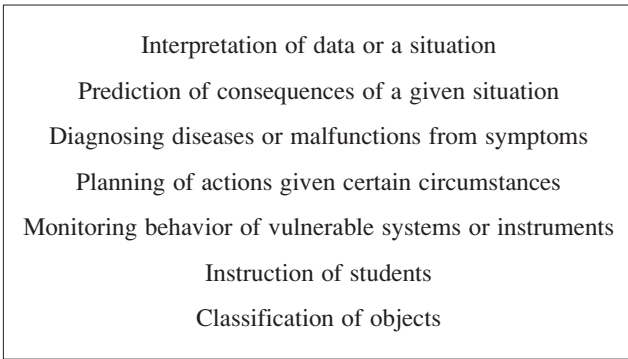 Interpretation of data or a situation
Prediction of consequences of a given situation
Diagnosing diseases or malfunctions from symptoms
Planning of actions given certain circumstances
Monitoring behavior of vulnerable systems or instruments
Instruction of students
Classification of objects